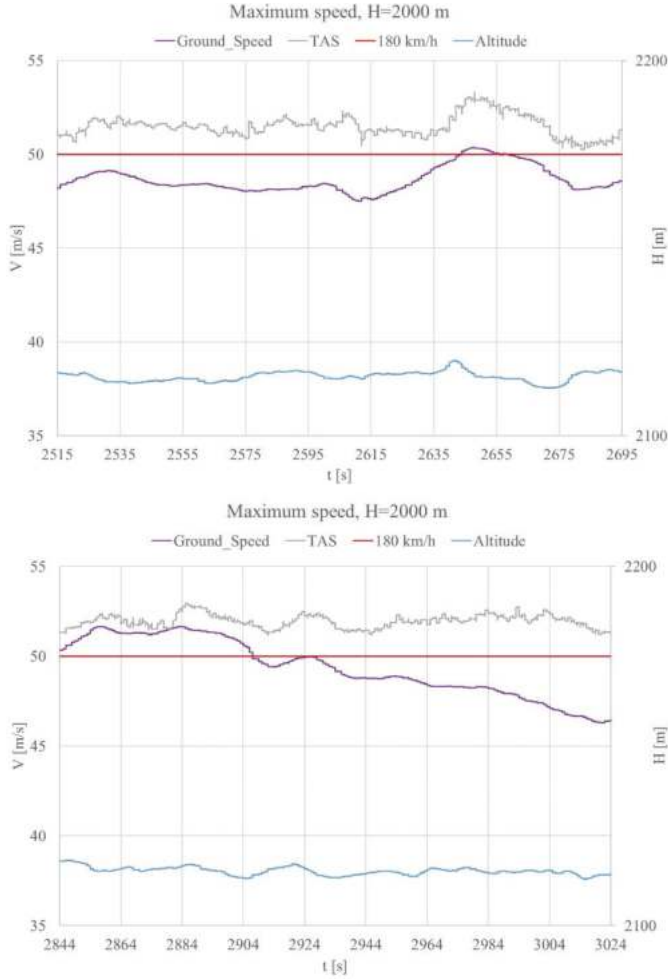 Maximum speed, H=2000 m
Ground_Speed TAS 180 km/h Altitude
55 2200
50
45
40
35 2100
V [m/s]
H [m]
2515 2535 2555 2575 2595 2615 2635 2655 2675 2695
t [s]
Maximum speed, H=2000 m
Ground_Speed TAS 180 km/h Altitude
55 2200
50
45
40
35 2100
V [m/s]
H [m]
2844 2864 2884 2904 2924 2944 2964 2984 3004 3024
t [s]